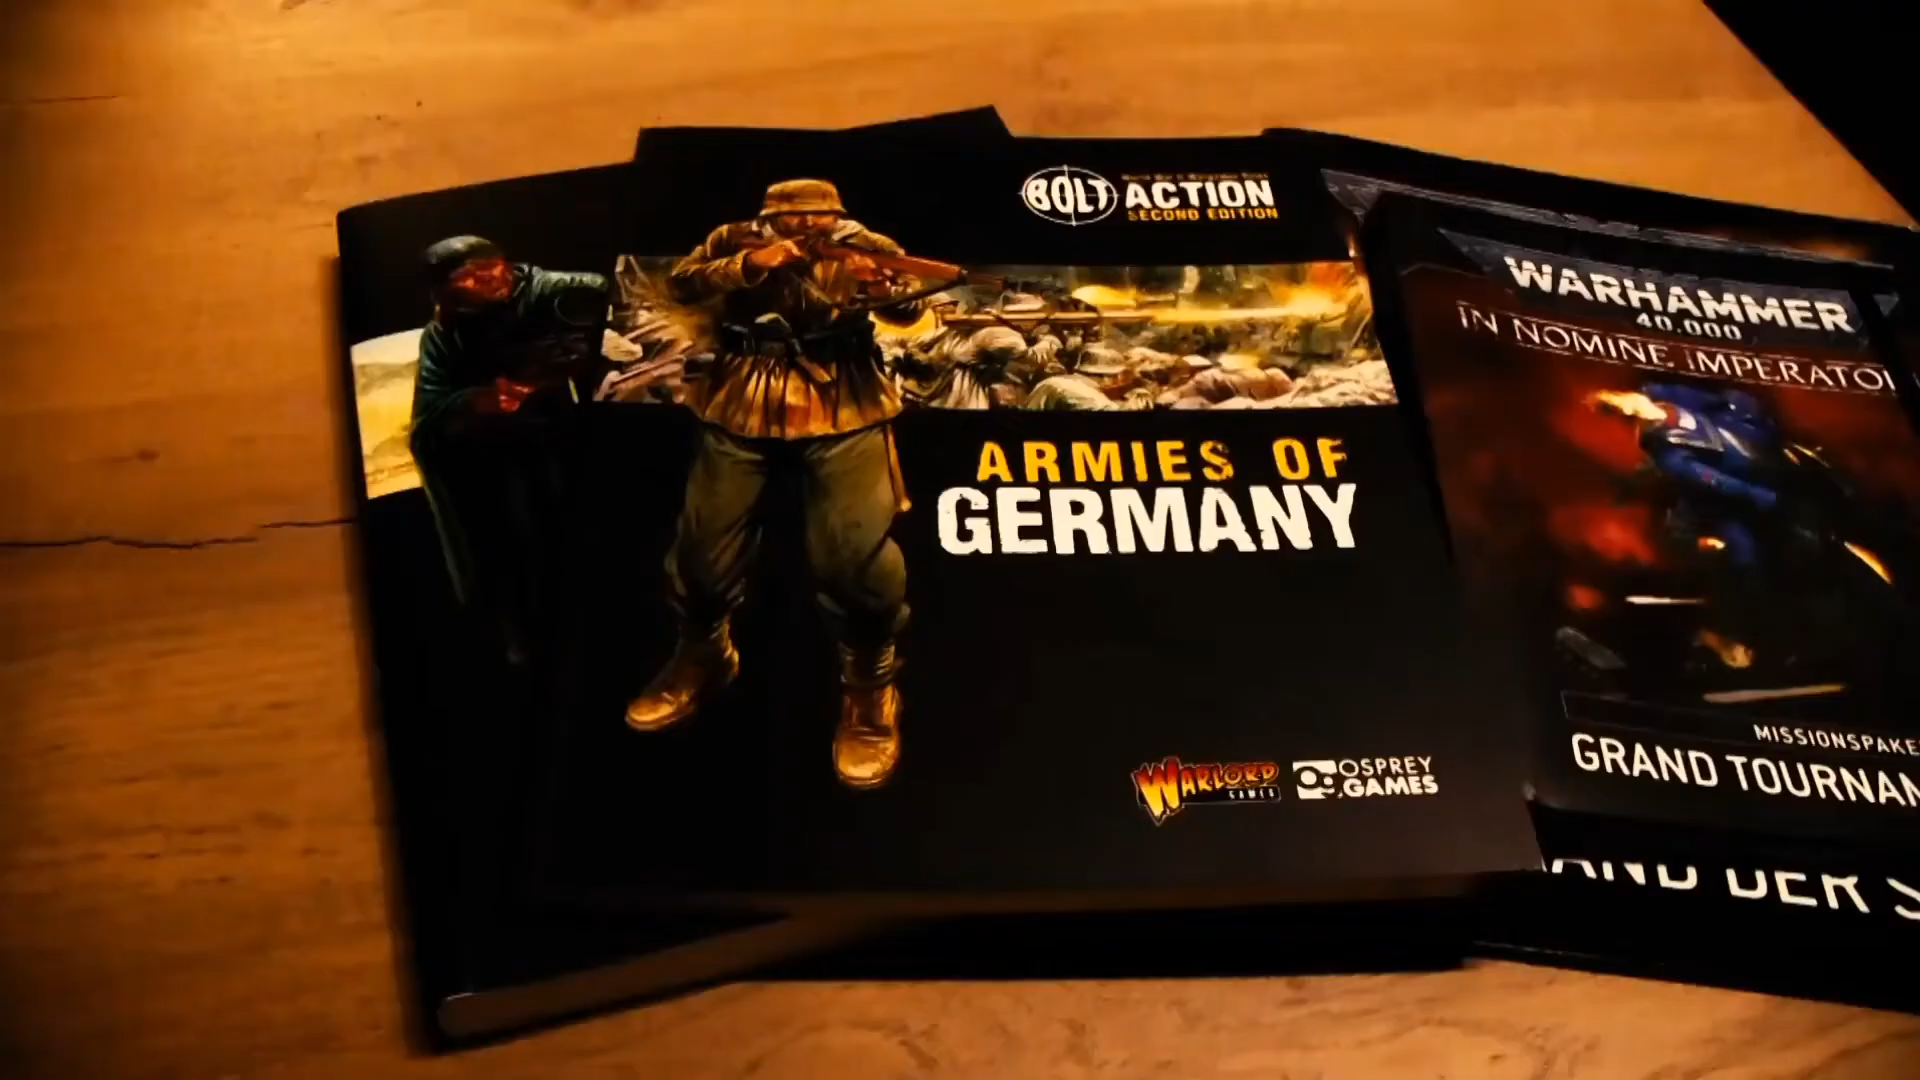 BOLT ACTION
SECOND EDITION
ARMIES OF
GERMANY
WARLORD
GAMES
OSPREY
GAMES
WARHAMMER
40,000
IN NOMINE IMPERATO
MISSIONSPAKE
GRAND TOURNAM
AND DER S